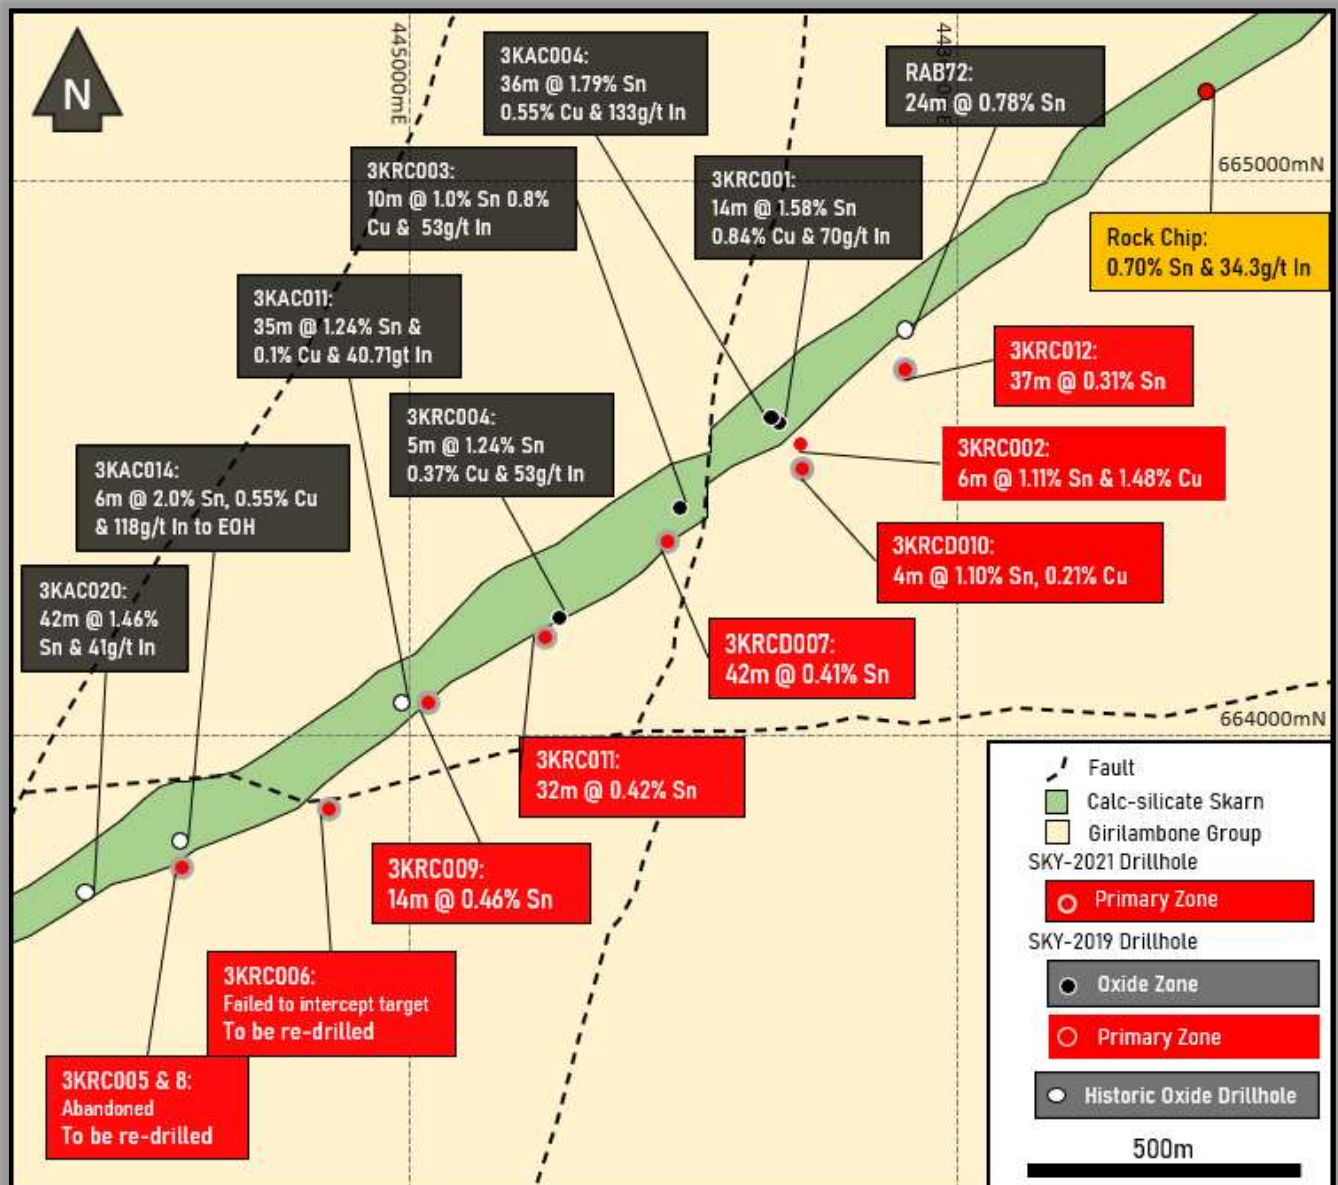 N
445000mE
3KAC004:
36m @ 1.79% Sn
0.55% Cu & 133g/t In
RAB72:
24m @ 0.78% Sn
665000mN
3KRC003:
10m @ 1.0% Sn 0.8%
Cu & 53g/t In
3KRC001:
14m @ 1.58% Sn
0.84% Cu & 70g/t In
Rock Chip:
0.70% Sn & 34.3g/t In
3KAC011:
35m @ 1.24% Sn &
0.1% Cu & 40.71gt In
3KRC012:
37m @ 0.31% Sn
3KRC004:
5m @ 1.24% Sn
0.37% Cu & 53g/t In
3KRC002:
6m @ 1.11% Sn & 1.48% Cu
3KAC014:
6m @ 2.0% Sn, 0.55% Cu
& 118g/t In to EOH
3KRCD010:
4m @ 1.10% Sn, 0.21% Cu
3KAC020:
42m @ 1.46%
Sn & 41g/t In
3KRCD007:
42m @ 0.41% Sn
664000mN
3KRC011:
32m @ 0.42% Sn
3KRC009:
14m @ 0.46% Sn
3KRC006:
Failed to intercept target
To be re-drilled
3KRC005 & 8:
Abandoned
To be re-drilled
Fault
Calc-silicate Skarn
Girilambone Group
SKY-2021 Drillhole
Primary Zone
SKY-2019 Drillhole
Oxide Zone
Primary Zone
Historic Oxide Drillhole
500m